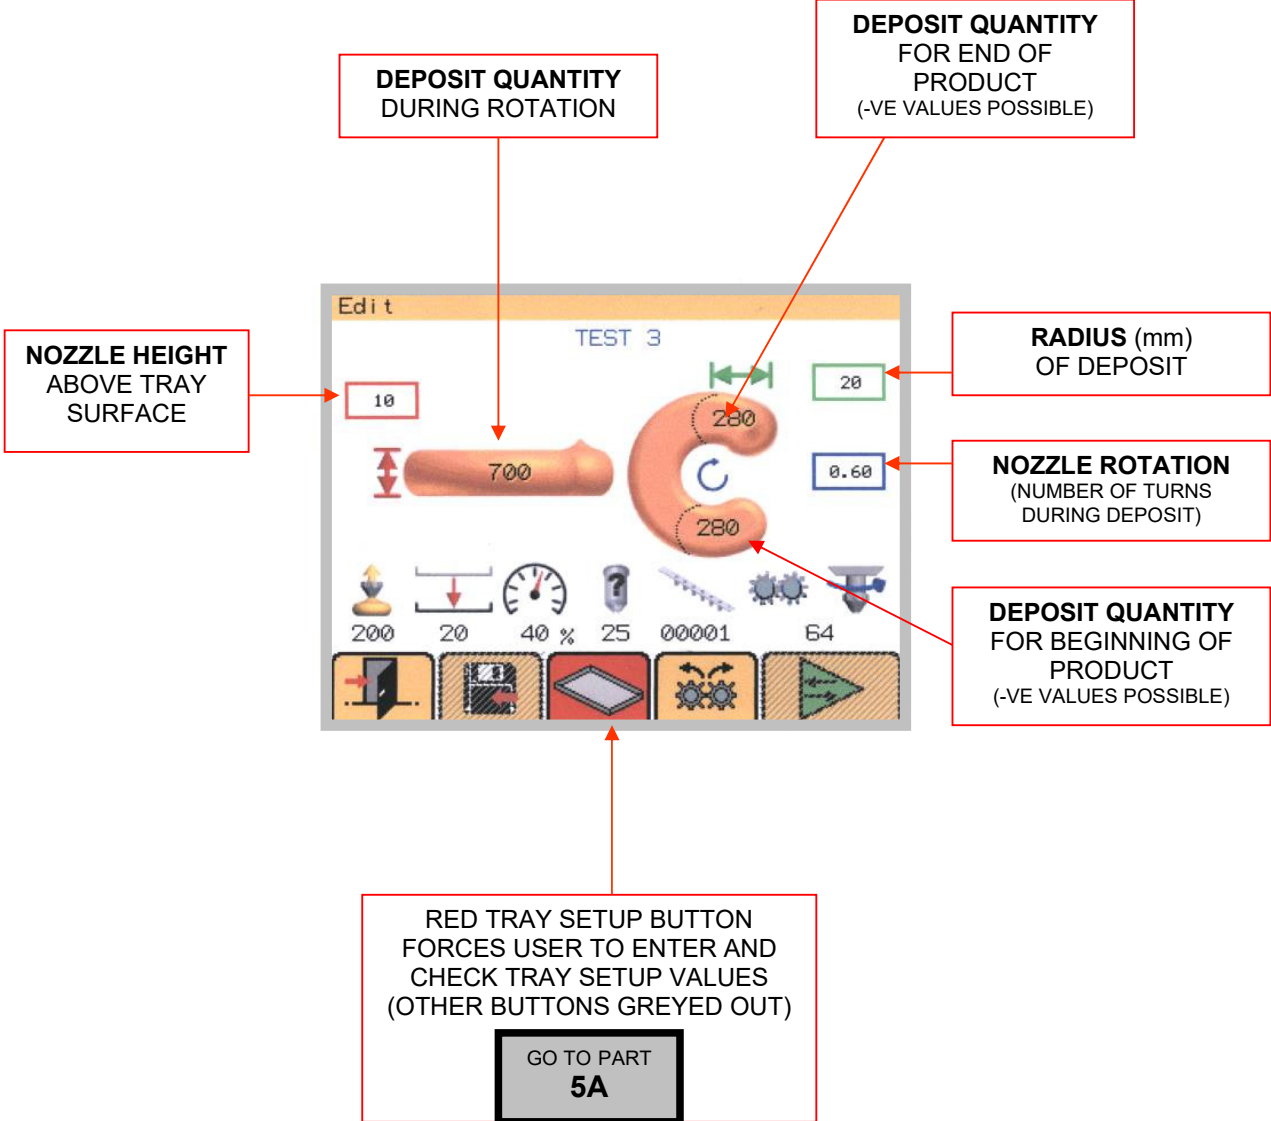 DEPOSIT QUANTITY
FOR END OF
PRODUCT
(-VE VALUES POSSIBLE)
DEPOSIT QUANTITY
DURING ROTATION
Edit
TEST 3
NOZZLE HEIGHT
ABOVE TRAY
SURFACE
RADIUS (mm)
OF DEPOSIT
10
20
280
700
0.60
280
NOZZLE ROTATION
(NUMBER OF TURNS
DURING DEPOSIT)
?
200 20 40 % 25 00001 64
DEPOSIT QUANTITY
FOR BEGINNING OF
PRODUCT
(-VE VALUES POSSIBLE)
RED TRAY SETUP BUTTON
FORCES USER TO ENTER AND
CHECK TRAY SETUP VALUES
(OTHER BUTTONS GREYED OUT)
GO TO PART
5A